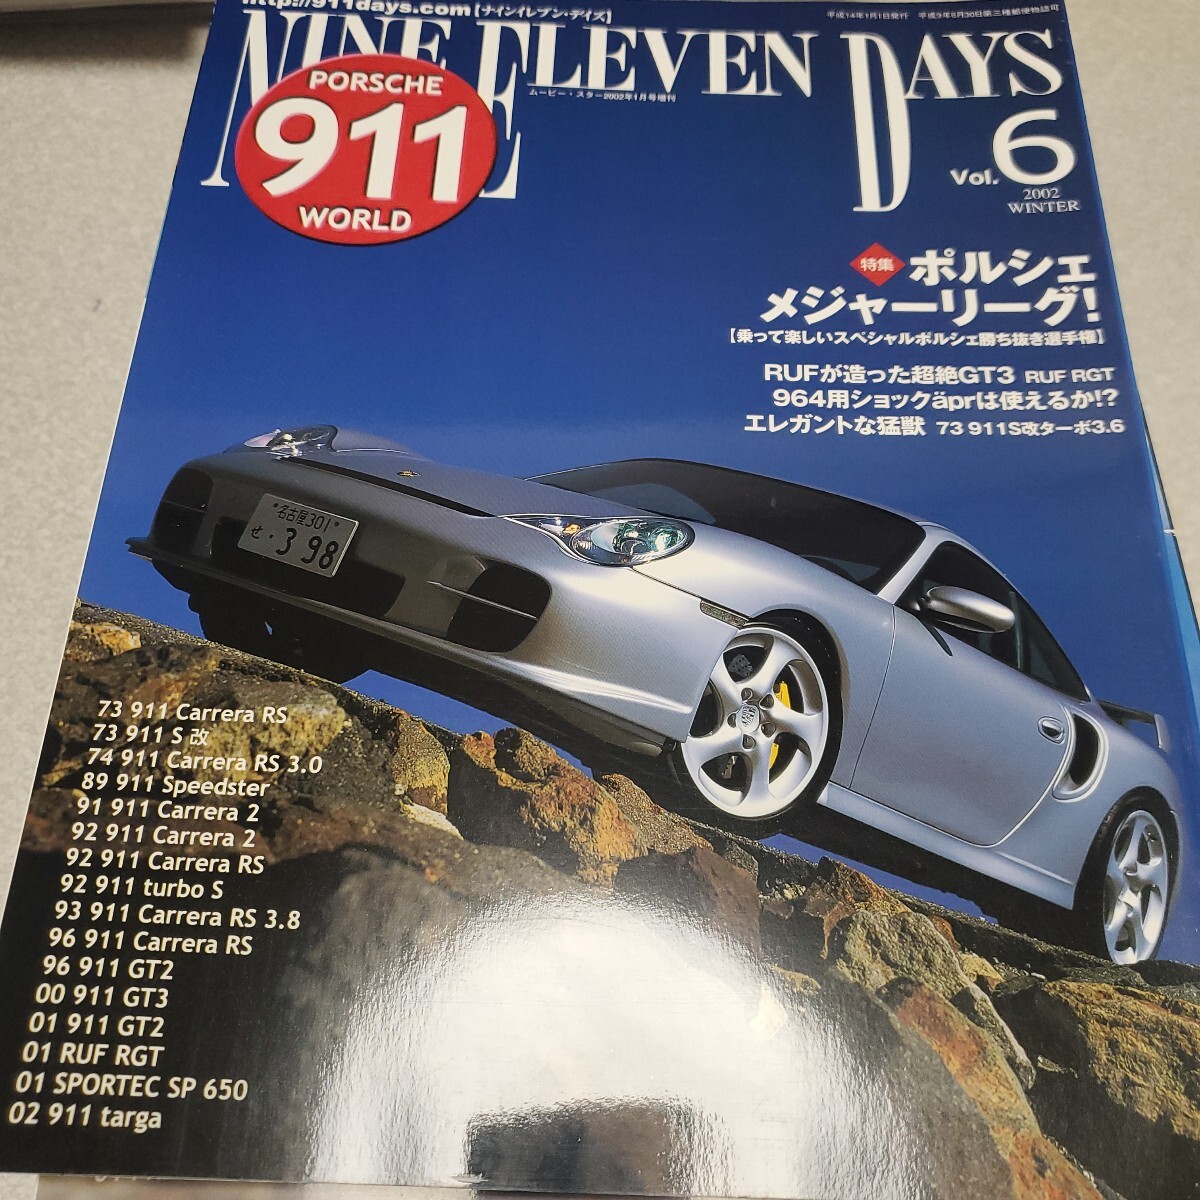 http://911days.com【ナインイレブン・デイズ】
平成14年1月1日発行 平成9年6月30日第三種郵便物認可
NINE ELEVEN DAYS
PORSCHE
911
WORLD
ムービー・スター2002年1月号増刊
Vol.6
2002
WINTER
特集 ポルシェ
メジャーリーグ!
【乗って楽しいスペシャルポルシェ勝ち抜き選手権】
RUFが造った超絶GT3 RUF RGT
964用ショックäprは使えるか!?
エレガントな猛獣 73 911S改ターボ3.6
名古屋301
せ ・398
73 911 Carrera RS
73 911 S 改
74 911 Carrera RS 3.0
89 911 Speedster
91 911 Carrera 2
92 911 Carrera 2
92 911 Carrera RS
92 911 turbo S
93 911 Carrera RS 3.8
96 911 Carrera RS
96 911 GT2
00 911 GT3
01 911 GT2
01 RUF RGT
01 SPORTEC SP 650
02 911 targa